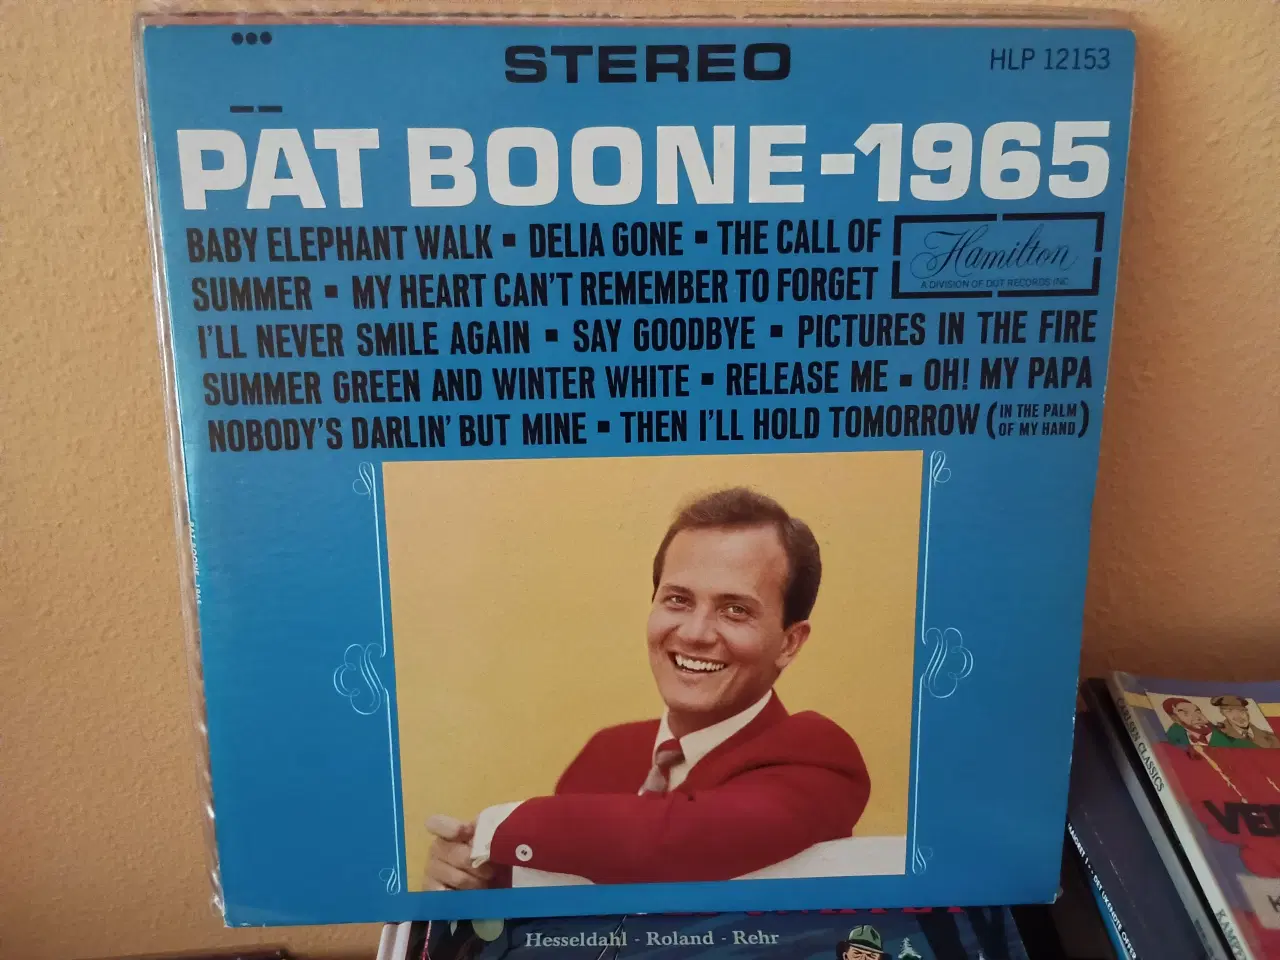 STEREO
HLP 12153
PAT BOONE-1965
BABY ELEPHANT WALK ▪ DELIA GONE ▪ THE CALL OF
SUMMER ▪ MY HEART CAN'T REMEMBER TO FORGET
Hamilton
A DIVISION OF DOT RECORDS INC
I'LL NEVER SMILE AGAIN ▪ SAY GOODBYE ▪ PICTURES IN THE FIRE
SUMMER GREEN AND WINTER WHITE ▪ RELEASE ME ▪ OH! MY PAPA
NOBODY'S DARLIN' BUT MINE ▪ THEN I'LL HOLD TOMORROW (IN THE PALM
OF MY HAND)
PAT BOONE 1965
CARLSEN CLASSICS
Hesseldahl - Roland - Rehr